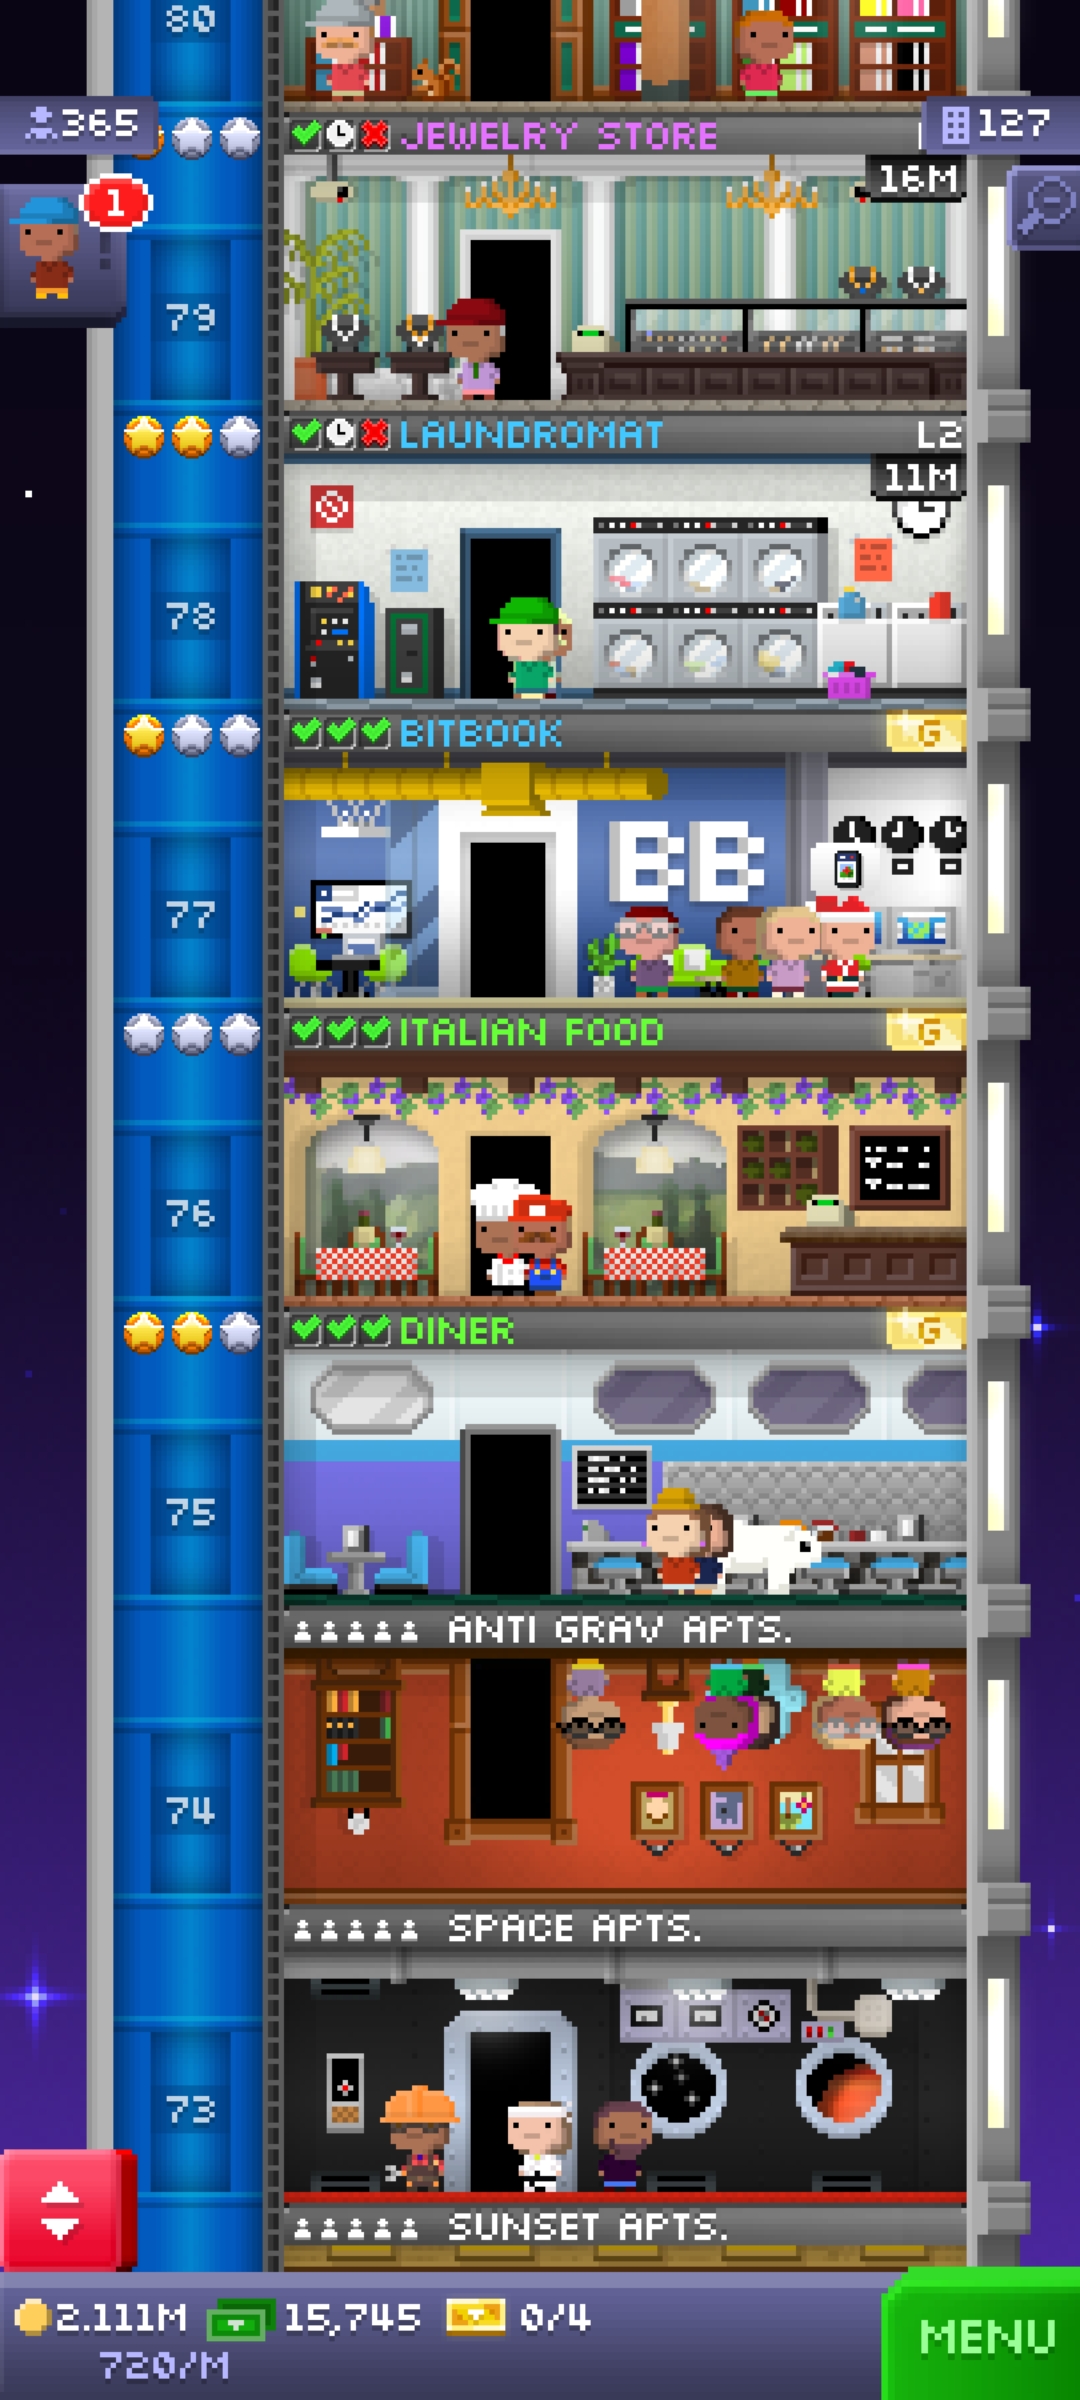 80
365
JEWELRY STORE
127
16M
1
79
LAUNDROMAT
L2
11M
78
BITBOOK
G
BB
77
ITALIAN FOOD
G
76
DINER
G
75
ANTI GRAV APTS.
74
SPACE APTS.
73
SUNSET APTS.
2.111M
15,745
0/4
720/M
MENU